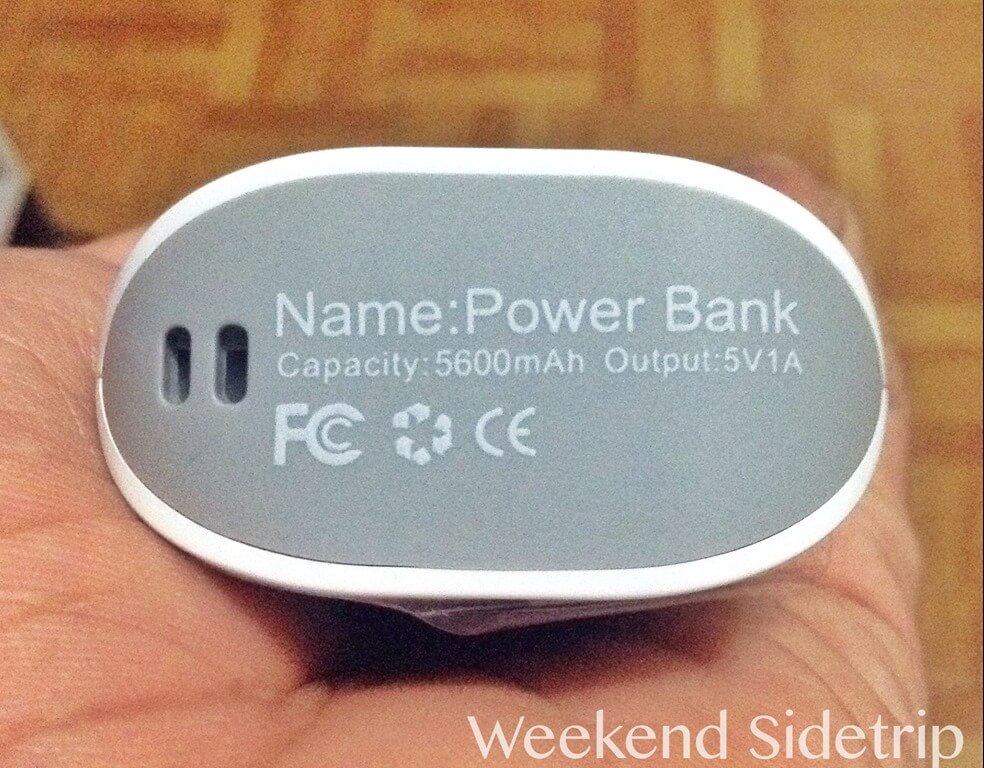 Name:Power Bank
Capacity:5600mAh Output:5V1A
FC CE
Weekend Sidetrip